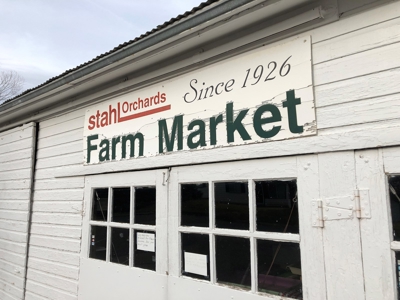 stahl Orchards Since 1926
Farm Market